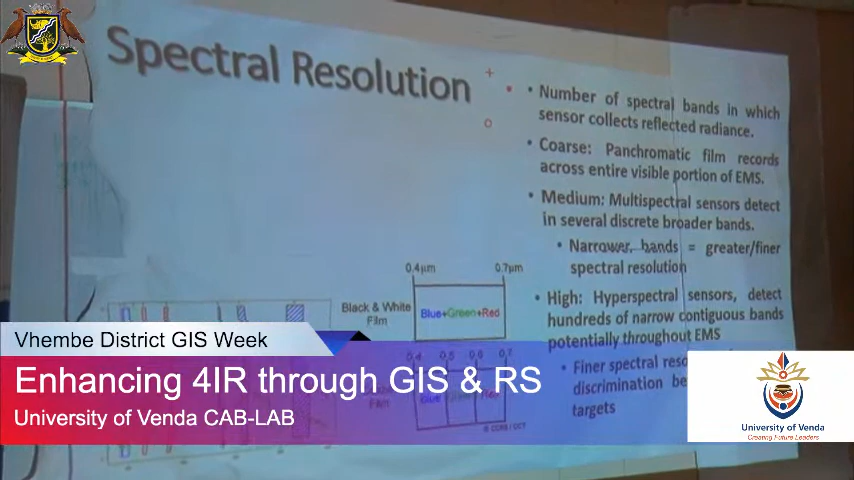 Spectral Resolution
• Number of spectral bands in which
sensor collects reflected radiance.
• Coarse: Panchromatic film records
across entire visible portion of EMS.
• Medium: Multispectral sensors detect
in several discrete broader bands.
• Narrower bands = greater/finer
spectral resolution
• High: Hyperspectral sensors, detect
hundreds of narrow contiguous bands
potentially throughout EMS
• Finer spectral
discrimination
targets
0.4μm 0.7μm
Black & White
Film
Blue+Green+Red
0.4 0.5 0.6 0.7
Film
Blue Green Red
Vhembe District GIS Week
Enhancing 4IR through GIS & RS
University of Venda CAB-LAB
University of Venda
Creating Future Leaders